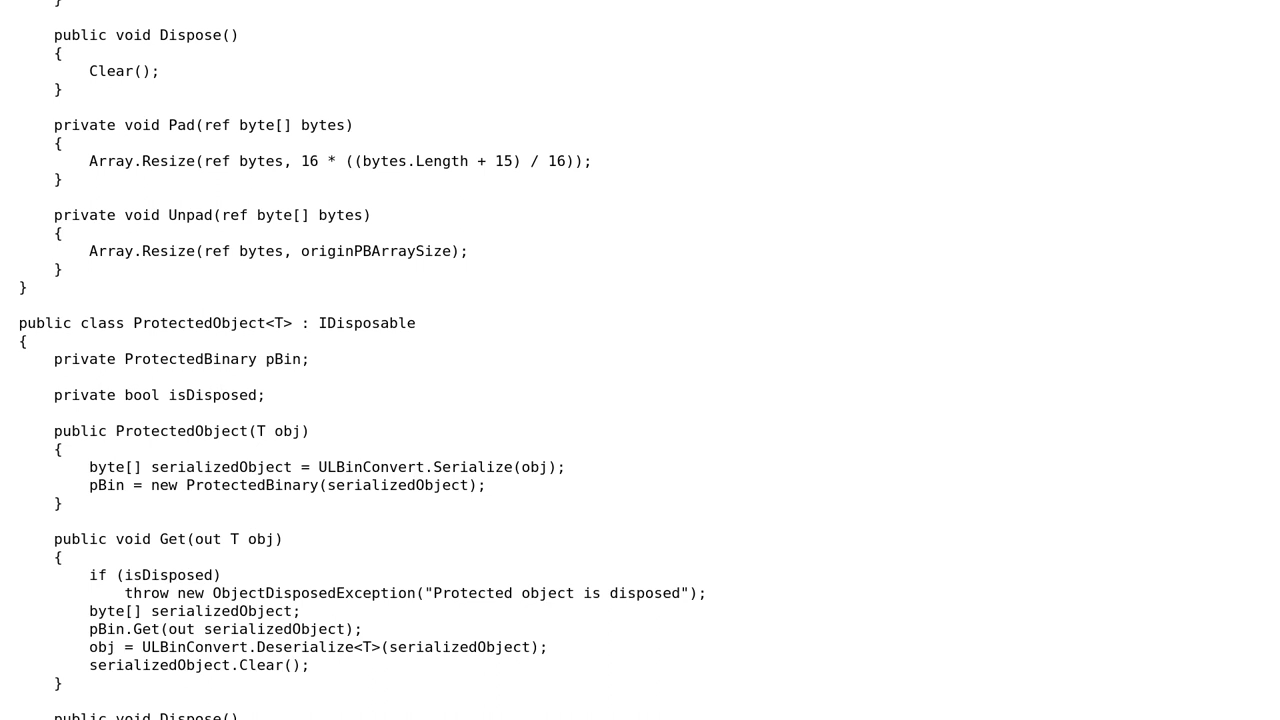 }
public void Dispose()
{
Clear();
}
private void Pad(ref byte[] bytes)
{
Array.Resize(ref bytes, 16 * ((bytes.Length + 15) / 16));
}
private void Unpad(ref byte[] bytes)
{
Array.Resize(ref bytes, originPBArraySize);
}
}
public class ProtectedObject<T> : IDisposable
{
private ProtectedBinary pBin;
private bool isDisposed;
public ProtectedObject(T obj)
{
byte[] serializedObject = ULBinConvert.Serialize(obj);
pBin = new ProtectedBinary(serializedObject);
}
public void Get(out T obj)
{
if (isDisposed)
throw new ObjectDisposedException("Protected object is disposed");
byte[] serializedObject;
pBin.Get(out serializedObject);
obj = ULBinConvert.Deserialize<T>(serializedObject);
serializedObject.Clear();
}
public void Dispose()